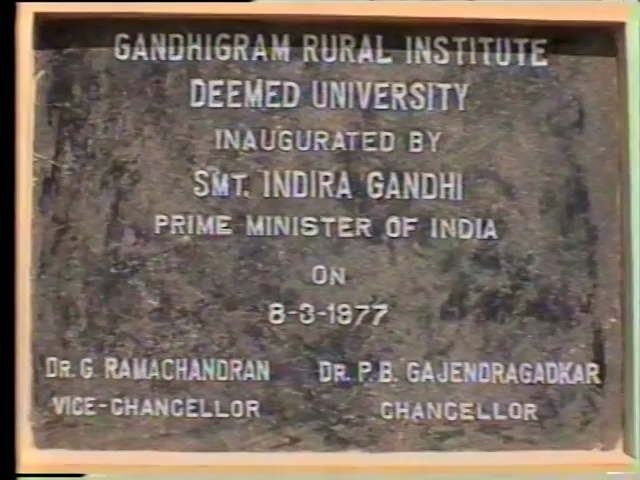 GANDHIGRAM RURAL INSTITUTE
DEEMED UNIVERSITY
INAUGURATED BY
SMT. INDIRA GANDHI
PRIME MINISTER OF INDIA
ON
8-3-1977
DR. G. RAMACHANDRAN DR. P.B. GAJENDRAGADKAR
VICE-CHANCELLOR CHANCELLOR